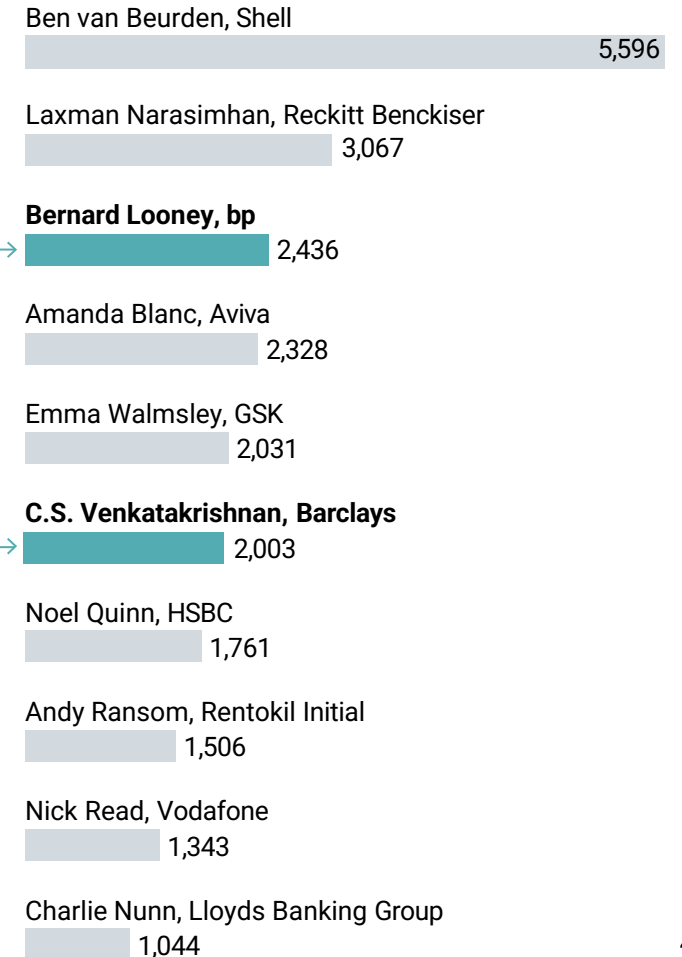 Ben van Beurden, Shell
5,596
Laxman Narasimhan, Reckitt Benckiser
3,067
Bernard Looney, bp
→ 2,436
Amanda Blanc, Aviva
2,328
Emma Walmsley, GSK
2,031
C.S. Venkatakrishnan, Barclays
→ 2,003
Noel Quinn, HSBC
1,761
Andy Ransom, Rentokil Initial
1,506
Nick Read, Vodafone
1,343
Charlie Nunn, Lloyds Banking Group
1,044